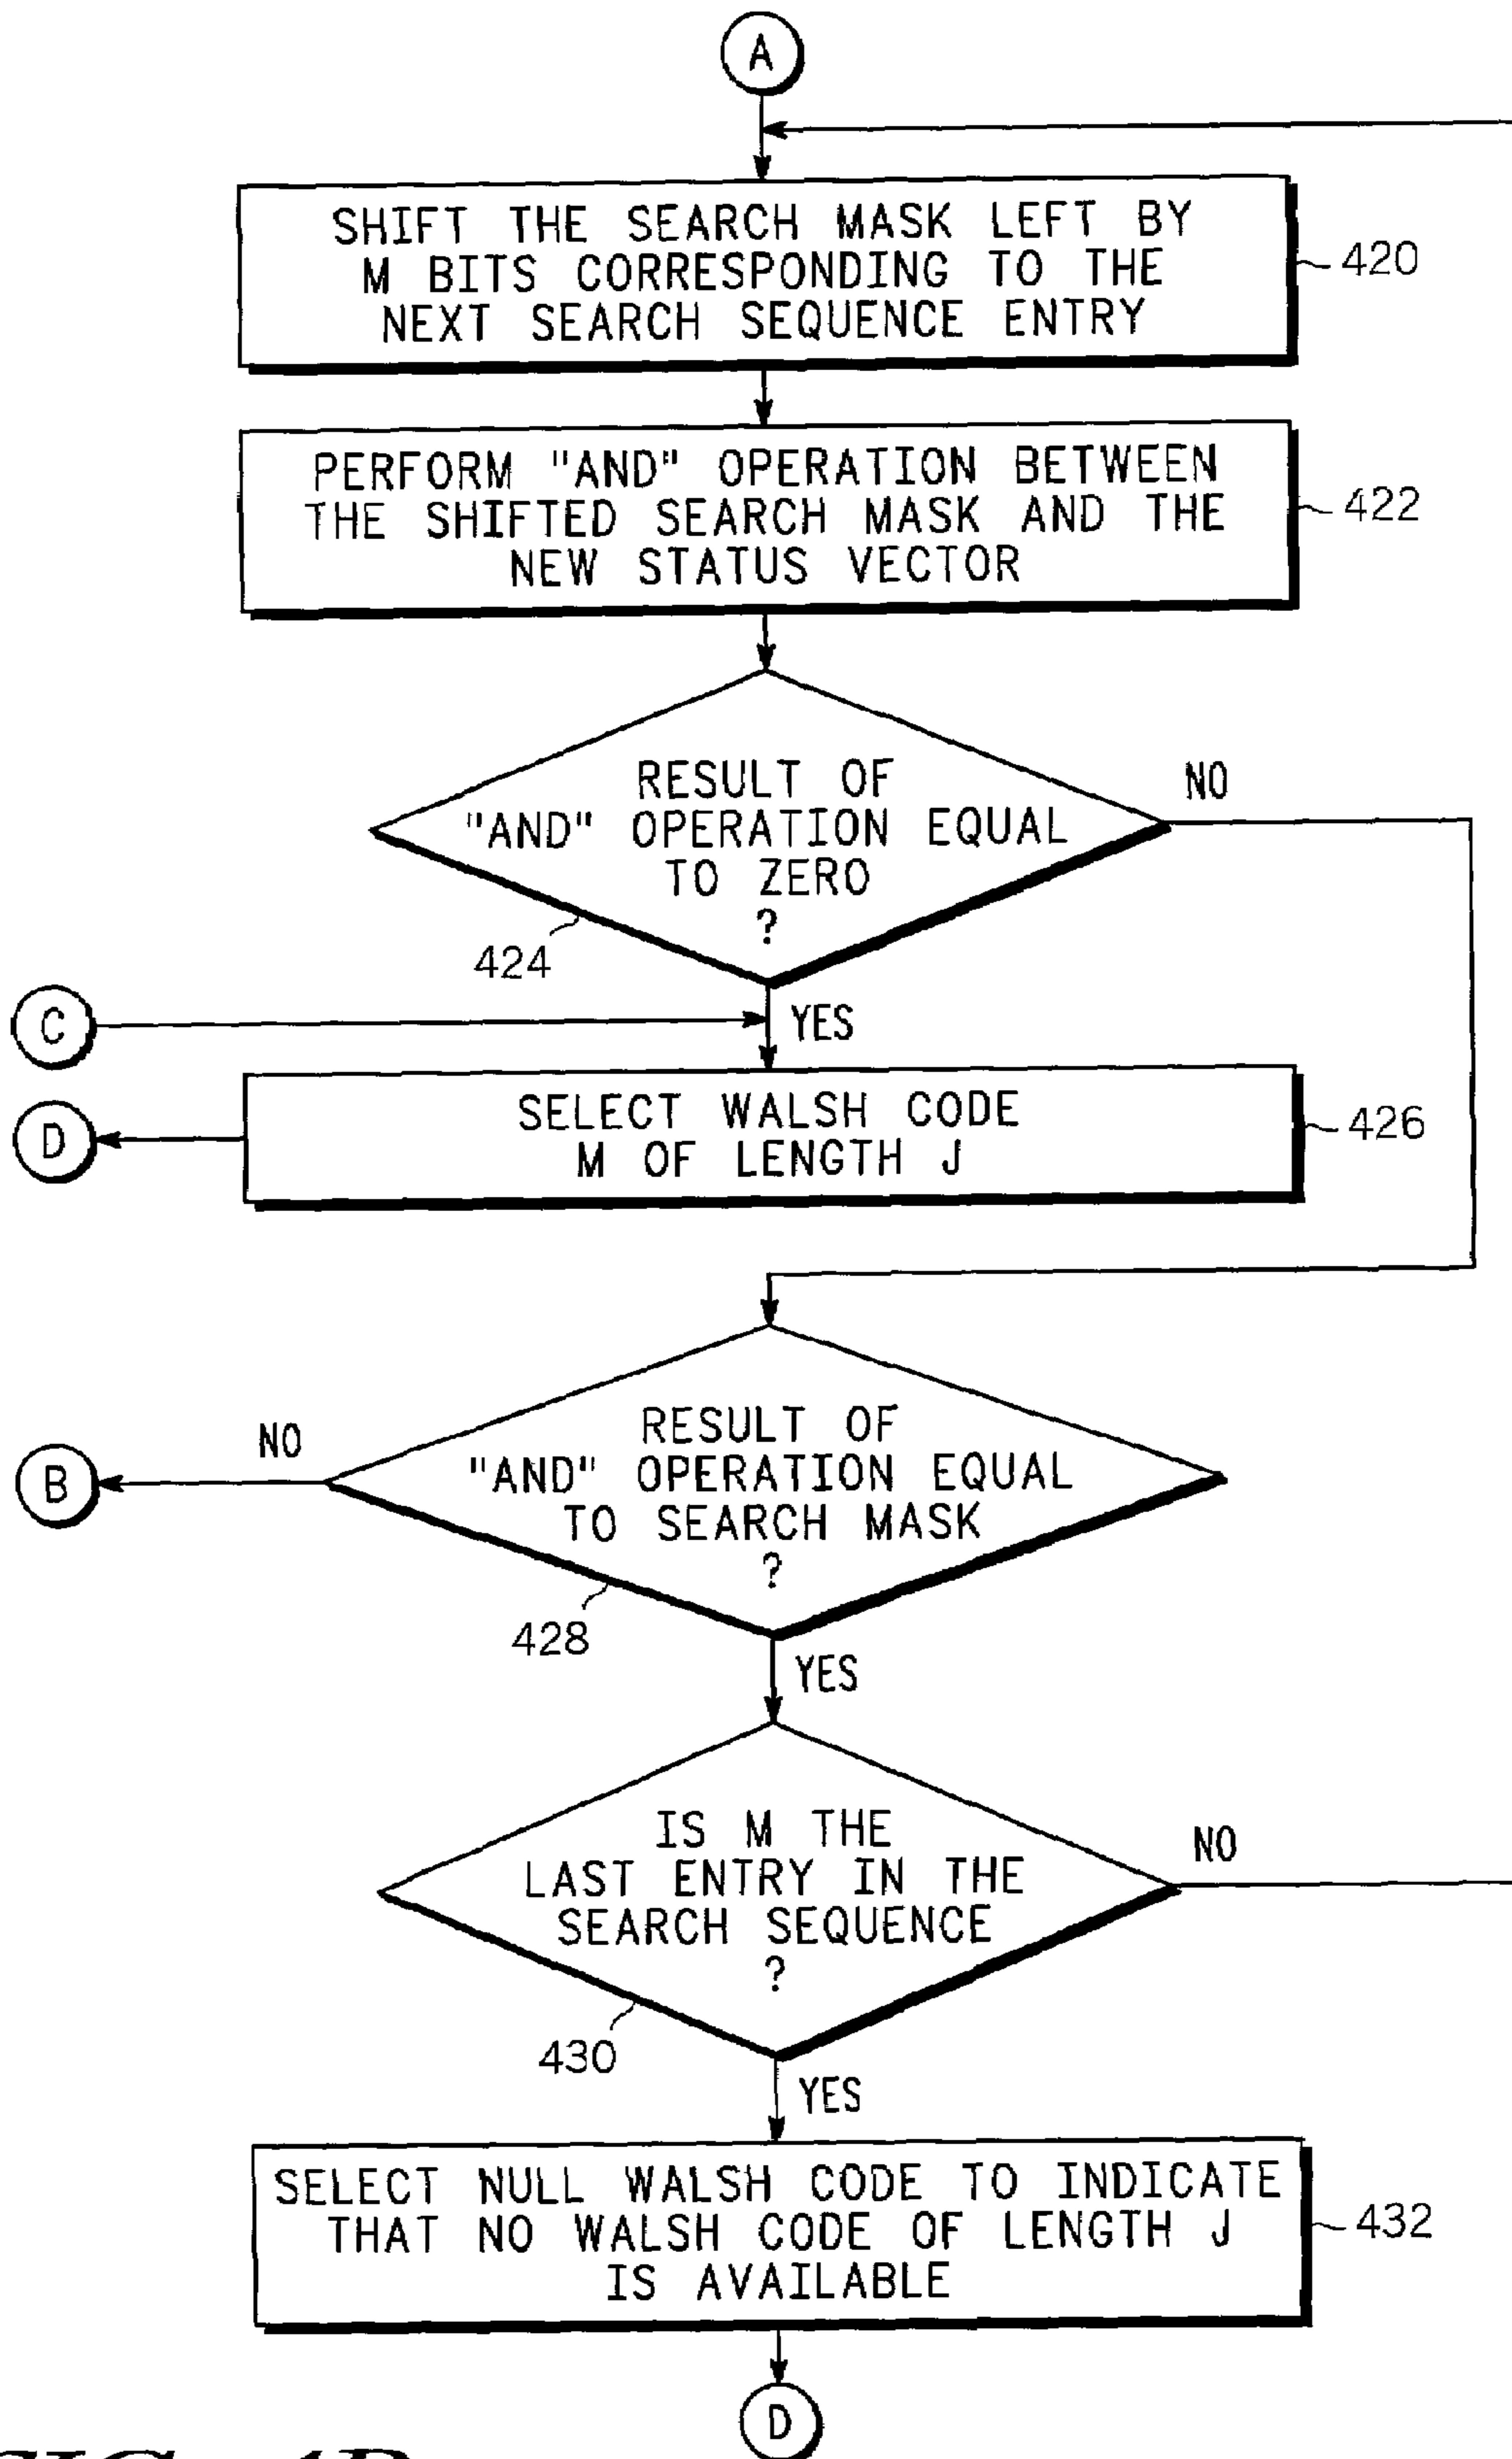 A
SHIFT THE SEARCH MASK LEFT BY
M BITS CORRESPONDING TO THE
NEXT SEARCH SEQUENCE ENTRY
420
PERFORM "AND" OPERATION BETWEEN
THE SHIFTED SEARCH MASK AND THE
NEW STATUS VECTOR
422
RESULT OF
"AND" OPERATION EQUAL
TO ZERO
?
NO
424
C
YES
SELECT WALSH CODE
M OF LENGTH J
426
D
RESULT OF
"AND" OPERATION EQUAL
TO SEARCH MASK
?
NO
B
428
YES
IS M THE
LAST ENTRY IN THE
SEARCH SEQUENCE
?
NO
430
YES
SELECT NULL WALSH CODE TO INDICATE
THAT NO WALSH CODE OF LENGTH J
IS AVAILABLE
432
D